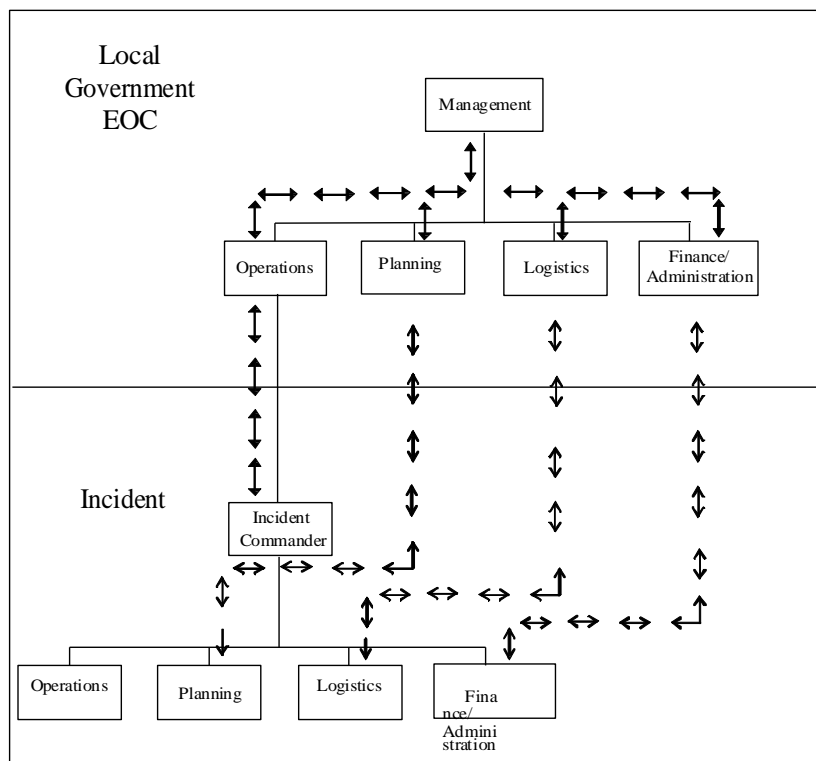 Local
Government
EOC
Management
Operations
Planning
Logistics
Finance/
Administration
Incident
Incident
Commander
Operations
Planning
Logistics
Fina
nce/
Admini
stration